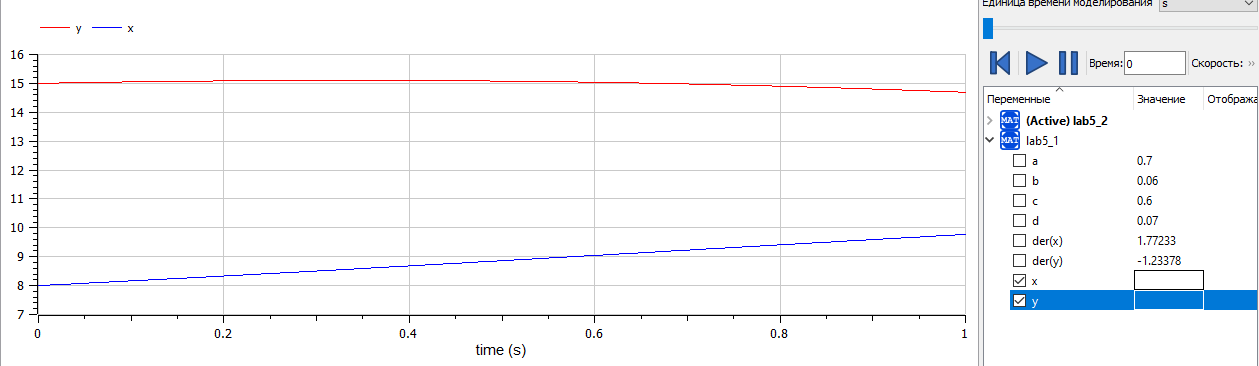 Единица времени моделирования s
y x
16
15
14
13
12
11
10
9
8
7
0 0.2 0.4 0.6 0.8 1
time (s)
Время: 0 Скорость: »
Переменные Значение Отобража
MAT (Active) lab5_2
MAT lab5_1
a 0.7
b 0.06
c 0.6
d 0.07
der(x) 1.77233
der(y) -1.23378
x
y